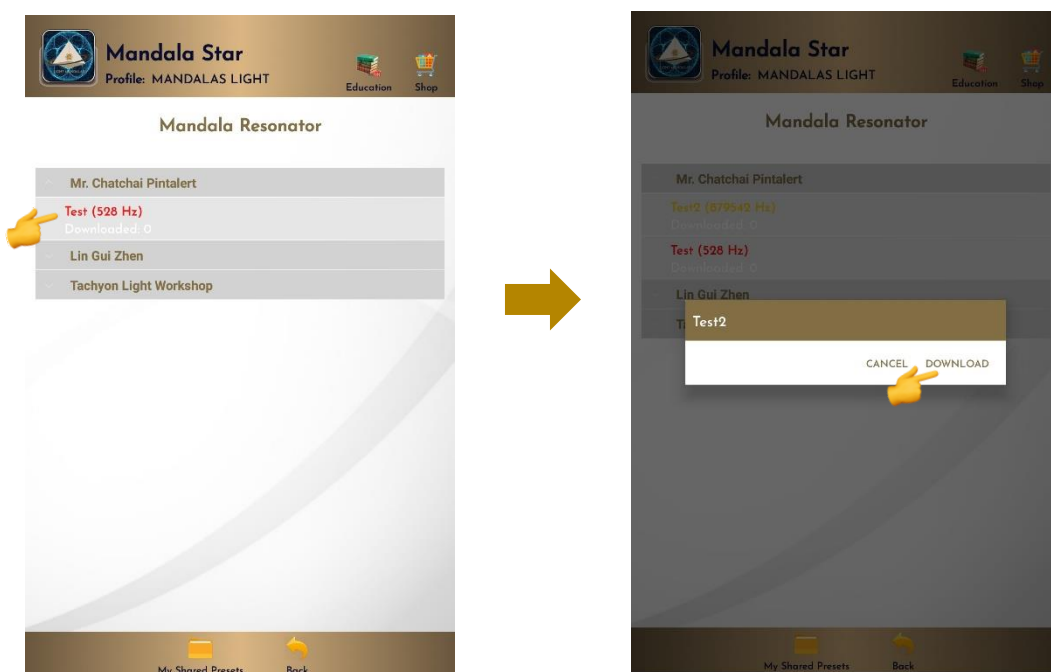 Mandala Star
Profile: MANDALAS LIGHT
Education
Shop
Mandala Resonator
Mr. Chatchai Pintalert
Test (528 Hz)
Downloaded: 0
Lin Gui Zhen
Tachyon Light Workshop
My Shared Presets
Back
Mandala Star
Profile: MANDALAS LIGHT
Education
Shop
Mandala Resonator
Mr. Chatchai Pintalert
Test2 (879542 Hz)
Downloaded: 0
Test (528 Hz)
Downloaded: 0
Lin Gui Zhen
Test2
CANCEL
DOWNLOAD
My Shared Presets
Back